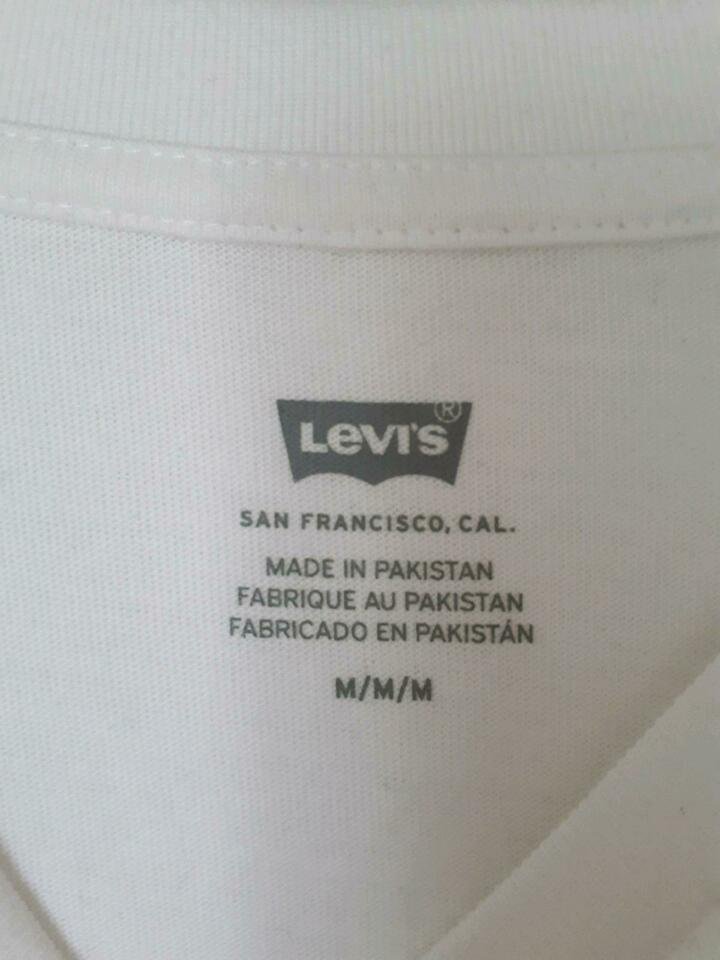 Levi's®
SAN FRANCISCO, CAL.
MADE IN PAKISTAN
FABRIQUE AU PAKISTAN
FABRICADO EN PAKISTÁN
M/M/M